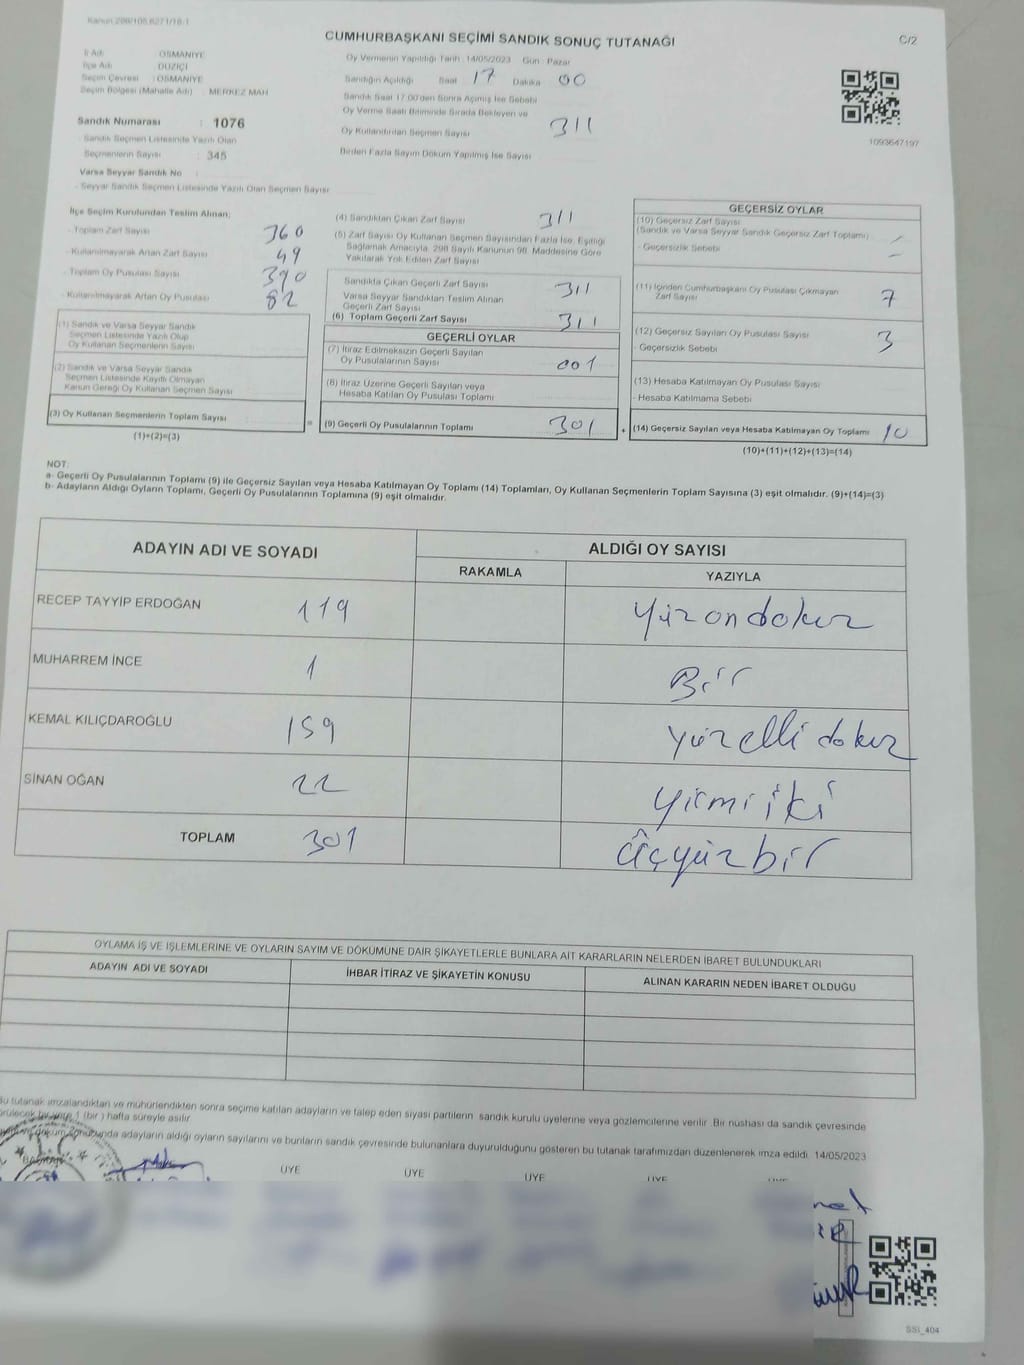 Kanun 298/105,6271/18-1
CUMHURBAŞKANI SEÇİMİ SANDIK SONUÇ TUTANAĞI
C/2
İl Adı : OSMANİYE
İlçe Adı : DÜZİÇİ
Seçim Çevresi : OSMANİYE
Seçim Bölgesi (Mahalle Adı) : MERKEZ MAH
Sandık Numarası : 1076
- Sandık Seçmen Listesinde Yazılı Olan
Seçmenlerin Sayısı : 345
Varsa Seyyar Sandık No :
- Seyyar Sandık Seçmen Listesinde Yazılı Olan Seçmen Sayısı
Oy Vermenin Yapıldığı Tarih : 14/05/2023 Gün : Pazar
Sandığın Açıldığı Saat : 17 Dakika : 00
Sandık Saat 17:00'den Sonra Açılmış İse Sebebi
Oy Verme Saati Bitiminde Sırada Bekleyen ve
Oy Kullandırılan Seçmen Sayısı 311
Birden Fazla Sayım Döküm Yapılmış İse Sayısı
1093647197
İlçe Seçim Kurulundan Teslim Alınan;
- Toplam Zarf Sayısı 360
- Kullanılmayarak Artan Zarf Sayısı 49
- Toplam Oy Pusulası Sayısı 390
- Kullanılmayarak Artan Oy Pusulası 82
(1) Sandık ve Varsa Seyyar Sandık
Seçmen Listesinde Yazılı Olup
Oy Kullanan Seçmenlerin Sayısı
(2) Sandık ve Varsa Seyyar Sandık
Seçmen Listesinde Kayıtlı Olmayan
Kanun Gereği Oy Kullanan Seçmen Sayısı
(3) Oy Kullanan Seçmenlerin Toplam Sayısı
(1)+(2)=(3)
=
(4) Sandıktan Çıkan Zarf Sayısı 311
(5) Zarf Sayısı Oy Kullanan Seçmen Sayısından Fazla İse, Eşitliği
Sağlamak Amacıyla, 298 Sayılı Kanunun 98. Maddesine Göre
Yakılarak Yok Edilen Zarf Sayısı
Sandıkta Çıkan Geçerli Zarf Sayısı 311
Varsa Seyyar Sandıktan Teslim Alınan
Geçerli Zarf Sayısı
(6) Toplam Geçerli Zarf Sayısı 311
GEÇERLİ OYLAR
(7) İtiraz Edilmeksizin Geçerli Sayılan
Oy Pusulalarının Sayısı 001
(8) İtiraz Üzerine Geçerli Sayılan veya
Hesaba Katılan Oy Pusulası Toplamı
(9) Geçerli Oy Pusulalarının Toplamı 301
+
GEÇERSİZ OYLAR
(10) Geçersiz Zarf Sayısı
(Sandık ve Varsa Seyyar Sandık Geçersiz Zarf Toplamı) -
- Geçersizlik Sebebi -
(11) İçinden Cumhurbaşkanı Oy Pusulası Çıkmayan
Zarf Sayısı 7
(12) Geçersiz Sayılan Oy Pusulası Sayısı 3
- Geçersizlik Sebebi
(13) Hesaba Katılmayan Oy Pusulası Sayısı
- Hesaba Katılmama Sebebi
(14) Geçersiz Sayılan veya Hesaba Katılmayan Oy Toplamı 10
(10)+(11)+(12)+(13)=(14)
NOT:
a- Geçerli Oy Pusulalarının Toplamı (9) ile Geçersiz Sayılan veya Hesaba Katılmayan Oy Toplamı (14) Toplamları, Oy Kullanan Seçmenlerin Toplam Sayısına (3) eşit olmalıdır. (9)+(14)=(3)
b- Adayların Aldığı Oyların Toplamı, Geçerli Oy Pusulalarının Toplamına (9) eşit olmalıdır.
ADAYIN ADI VE SOYADI
ALDIĞI OY SAYISI
RAKAMLA YAZIYLA
RECEP TAYYİP ERDOĞAN 119 yüzondokuz
MUHARREM İNCE 1 Bir
KEMAL KILIÇDAROĞLU 159 yüzelli dokuz
SİNAN OĞAN 22 yirmi iki
TOPLAM 301 üçyüzbir
OYLAMA İŞ VE İŞLEMLERİNE VE OYLARIN SAYIM VE DÖKÜMÜNE DAİR ŞİKAYETLERLE BUNLARA AİT KARARLARIN NELERDEN İBARET BULUNDUKLARI
ADAYIN ADI VE SOYADI İHBAR İTİRAZ VE ŞİKAYETİN KONUSU ALINAN KARARIN NEDEN İBARET OLDUĞU
Bu tutanak imzalandıktan ve mühürlendikten sonra seçime katılan adayların ve talep eden siyasi partilerin sandık kurulu üyelerine veya gözlemcilerine verilir. Bir nüshası da sandık çevresinde
bir yere 1 (bir) hafta süreyle asılır.
adayların aldığı oyların sayılarını ve bunların sandık çevresinde bulunanlara duyurulduğunu gösteren bu tutanak tarafımızdan düzenlenerek imza edildi. 14/05/2023
BAŞKAN ÜYE ÜYE ÜYE ÜYE
SSİ_404